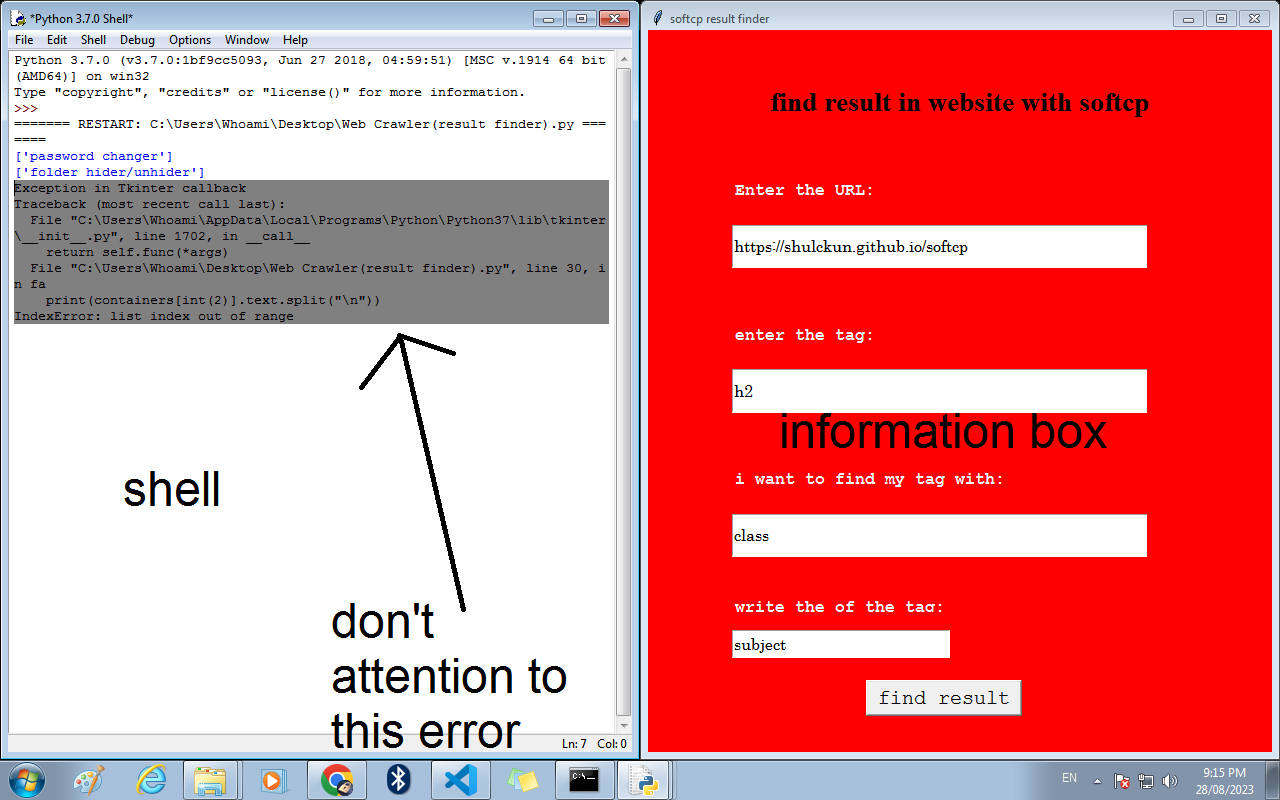 *Python 3.7.0 Shell*
File Edit Shell Debug Options Window Help
Python 3.7.0 (v3.7.0:1bf9cc5093, Jun 27 2018, 04:59:51) [MSC v.1914 64 bit
(AMD64)] on win32
Type "copyright", "credits" or "license()" for more information.
>>>
======= RESTART: C:\Users\Whoami\Desktop\Web Crawler(result finder).py ===
====
['password changer']
['folder hider/unhider']
Exception in Tkinter callback
Traceback (most recent call last):
  File "C:\Users\Whoami\AppData\Local\Programs\Python\Python37\lib\tkinter
\__init__.py", line 1702, in __call__
    return self.func(*args)
  File "C:\Users\Whoami\Desktop\Web Crawler(result finder).py", line 30, i
n fa
    print(containers[int(2)].text.split("\n"))
IndexError: list index out of range
shell
don't
attention to
this error
Ln: 7 Col: 0
softcp result finder
find result in website with softcp
Enter the URL:
https://shulckun.github.io/softcp
enter the tag:
h2
information box
i want to find my tag with:
class
write the of the tag:
subject
find result
C:\_
EN
9:15 PM
28/08/2023